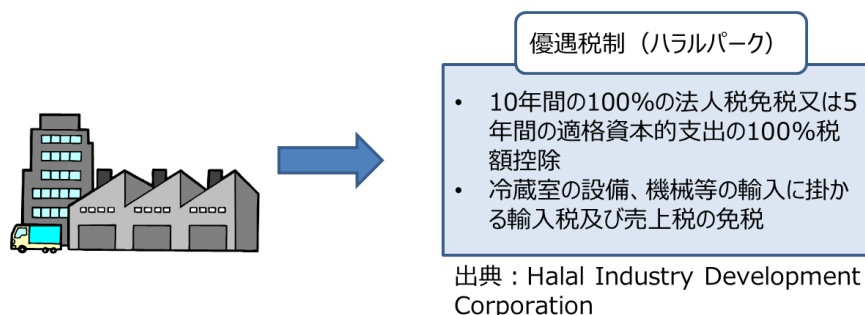 優遇税制（ハラルパーク）
• 10年間の100%の法人税免税又は5
年間の適格資本的支出の100%税
額控除
• 冷蔵室の設備、機械等の輸入に掛か
る輸入税及び売上税の免税
出典：Halal Industry Development
Corporation